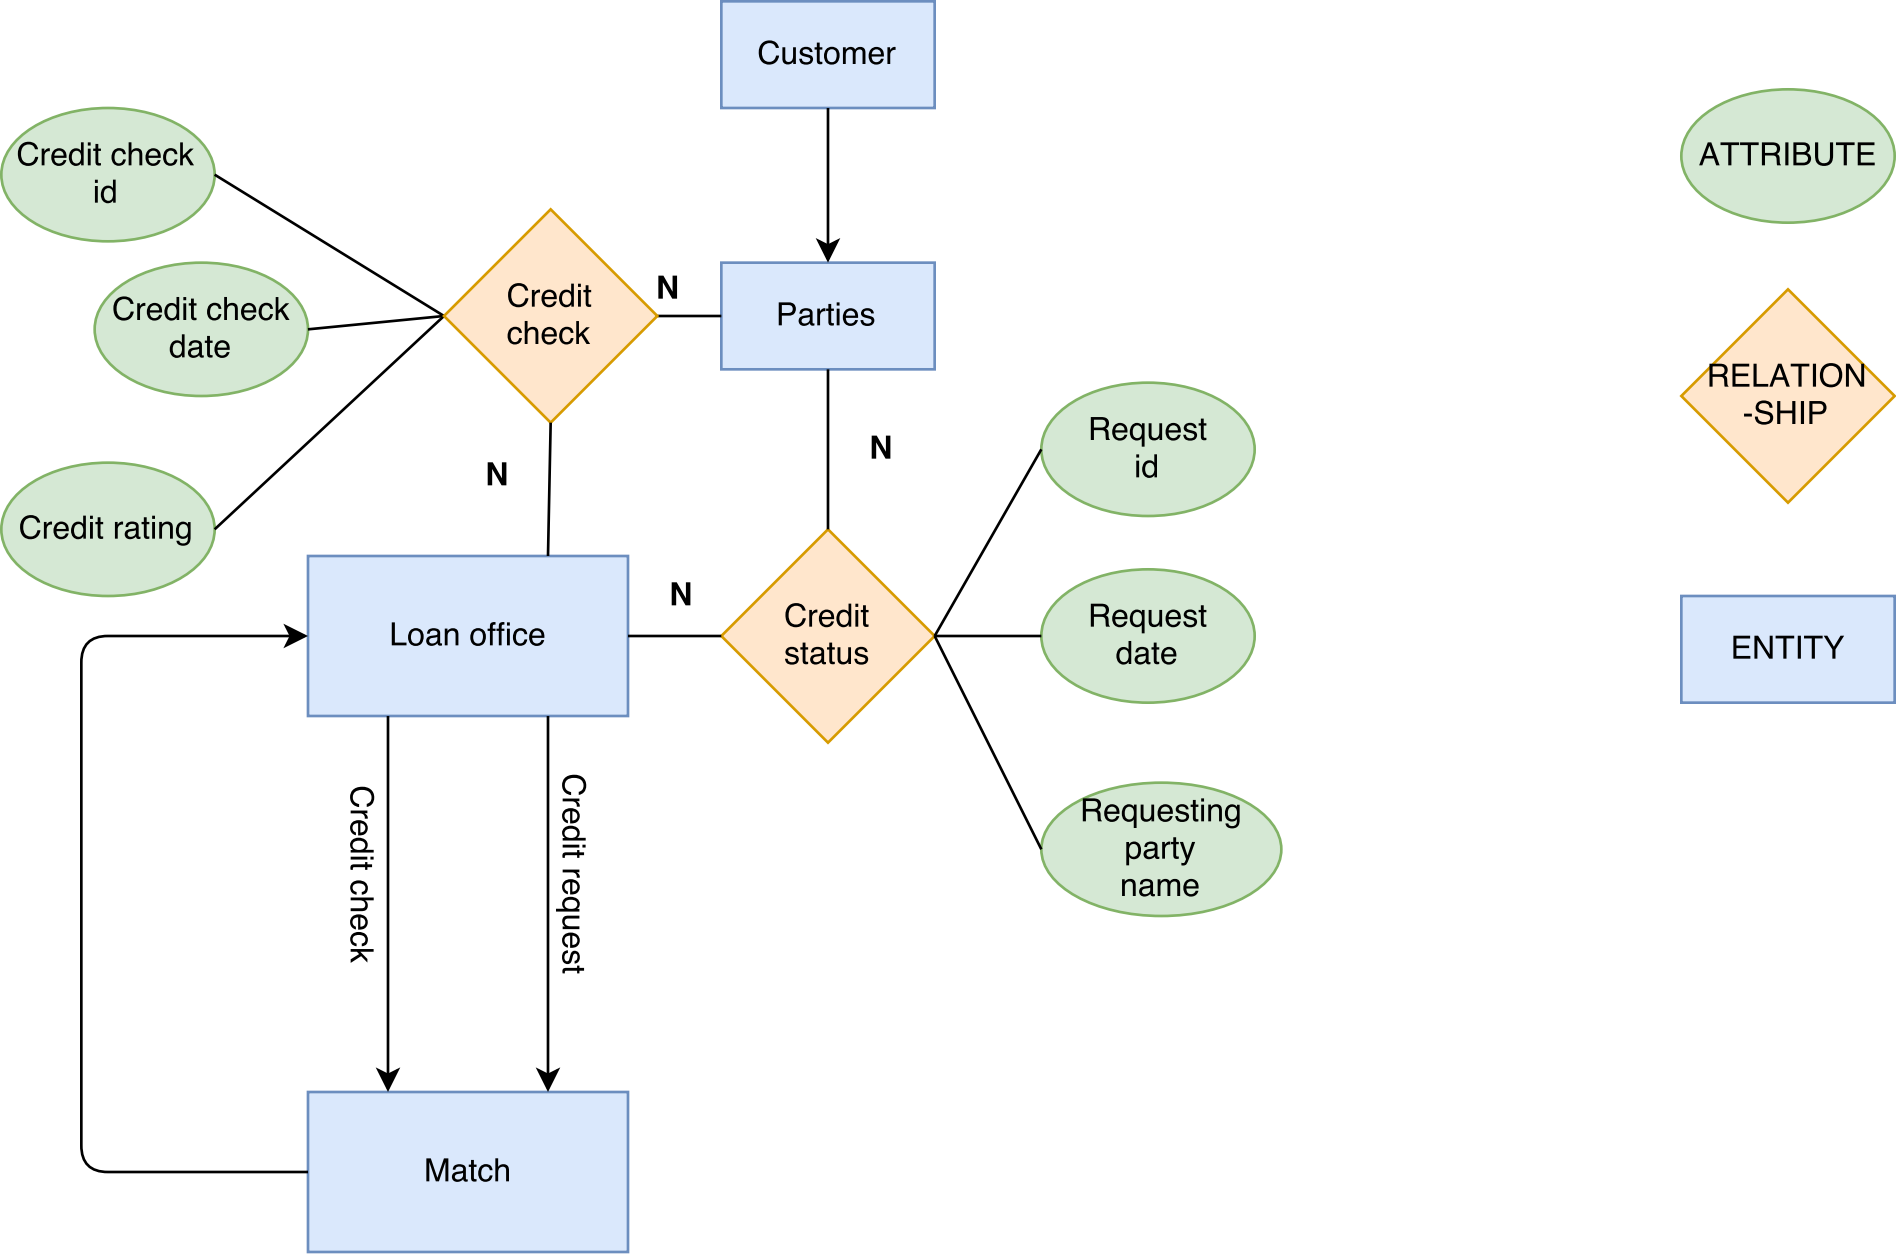 Customer
Credit check
id
ATTRIBUTE
Credit check
date
Credit
check
N
Parties
RELATION
-SHIP
N
Request
id
N
Credit rating
N
Loan office
Credit
status
Request
date
ENTITY
Credit check
Credit request
Requesting
party
name
Match